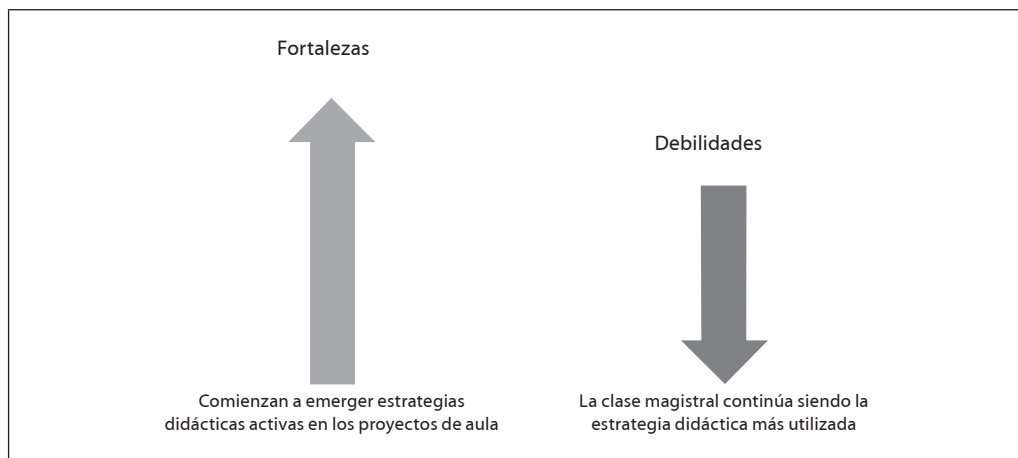 Fortalezas
Debilidades
Comienzan a emerger estrategias
didácticas activas en los proyectos de aula
La clase magistral continúa siendo la
estrategia didáctica más utilizada